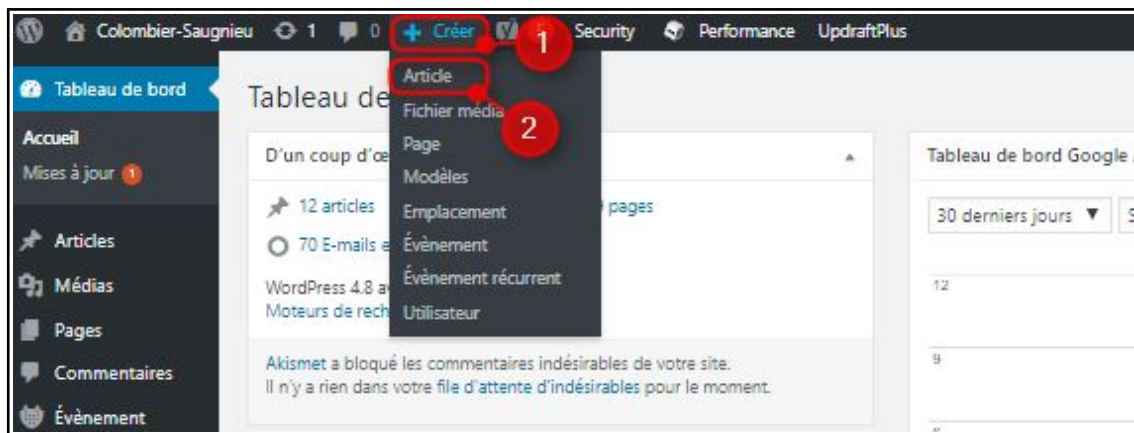 Colombier-Saugnieu 1 0 + Créer Security Performance UpdraftPlus
1
Tableau de bord
Accueil
Mises à jour 1
Articles
Médias
Pages
Commentaires
Évènement
Article
Fichier média
2
Page
Modèles
Emplacement
Évènement
Évènement récurrent
Utilisateur
Tableau de
D'un coup d'œ
12 articles
pages
70 E-mails e
WordPress 4.8 a
Moteurs de rech
Akismet a bloqué les commentaires indésirables de votre site.
Il n'y a rien dans votre file d'attente d'indésirables pour le moment.
Tableau de bord Google
30 derniers jours ▼ S
12
9